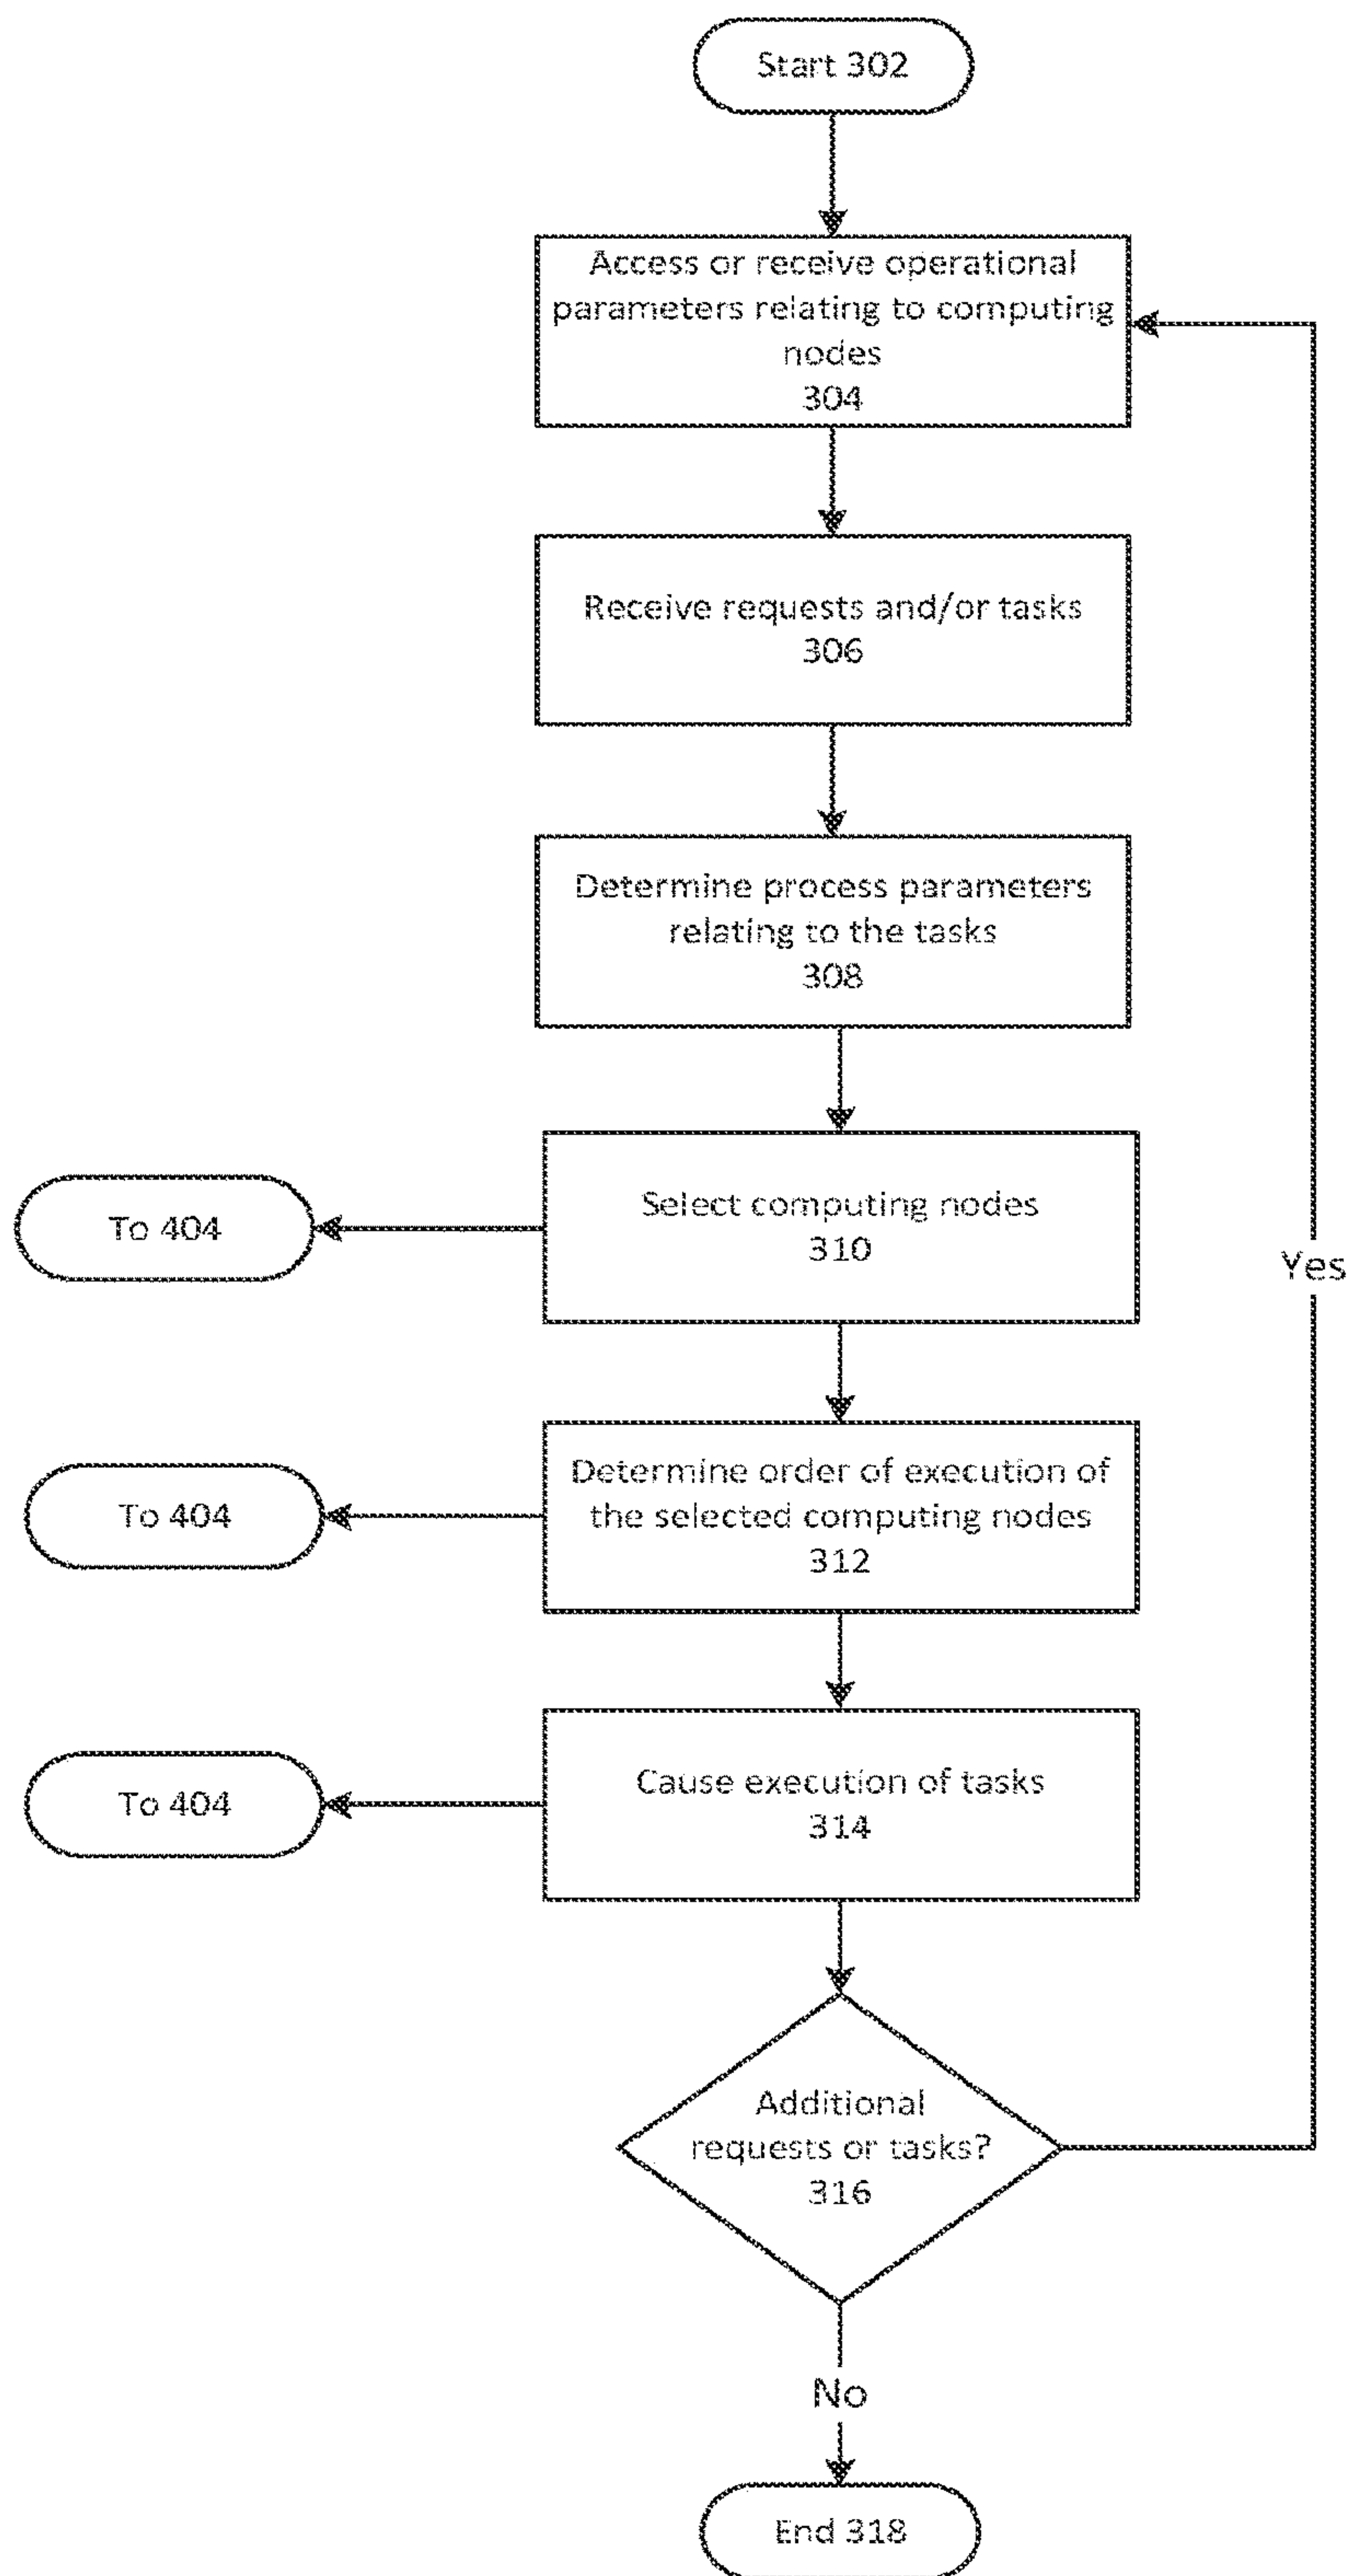 Start 302
Access or receive operational
parameters relating to computing
nodes
304
Receive requests and/or tasks
306
Determine process parameters
relating to the tasks
308
Select computing nodes
310
To 404
Yes
Determine order of execution of
the selected computing nodes
312
To 404
Cause execution of tasks
314
To 404
Additional
requests or tasks?
316
No
End 318